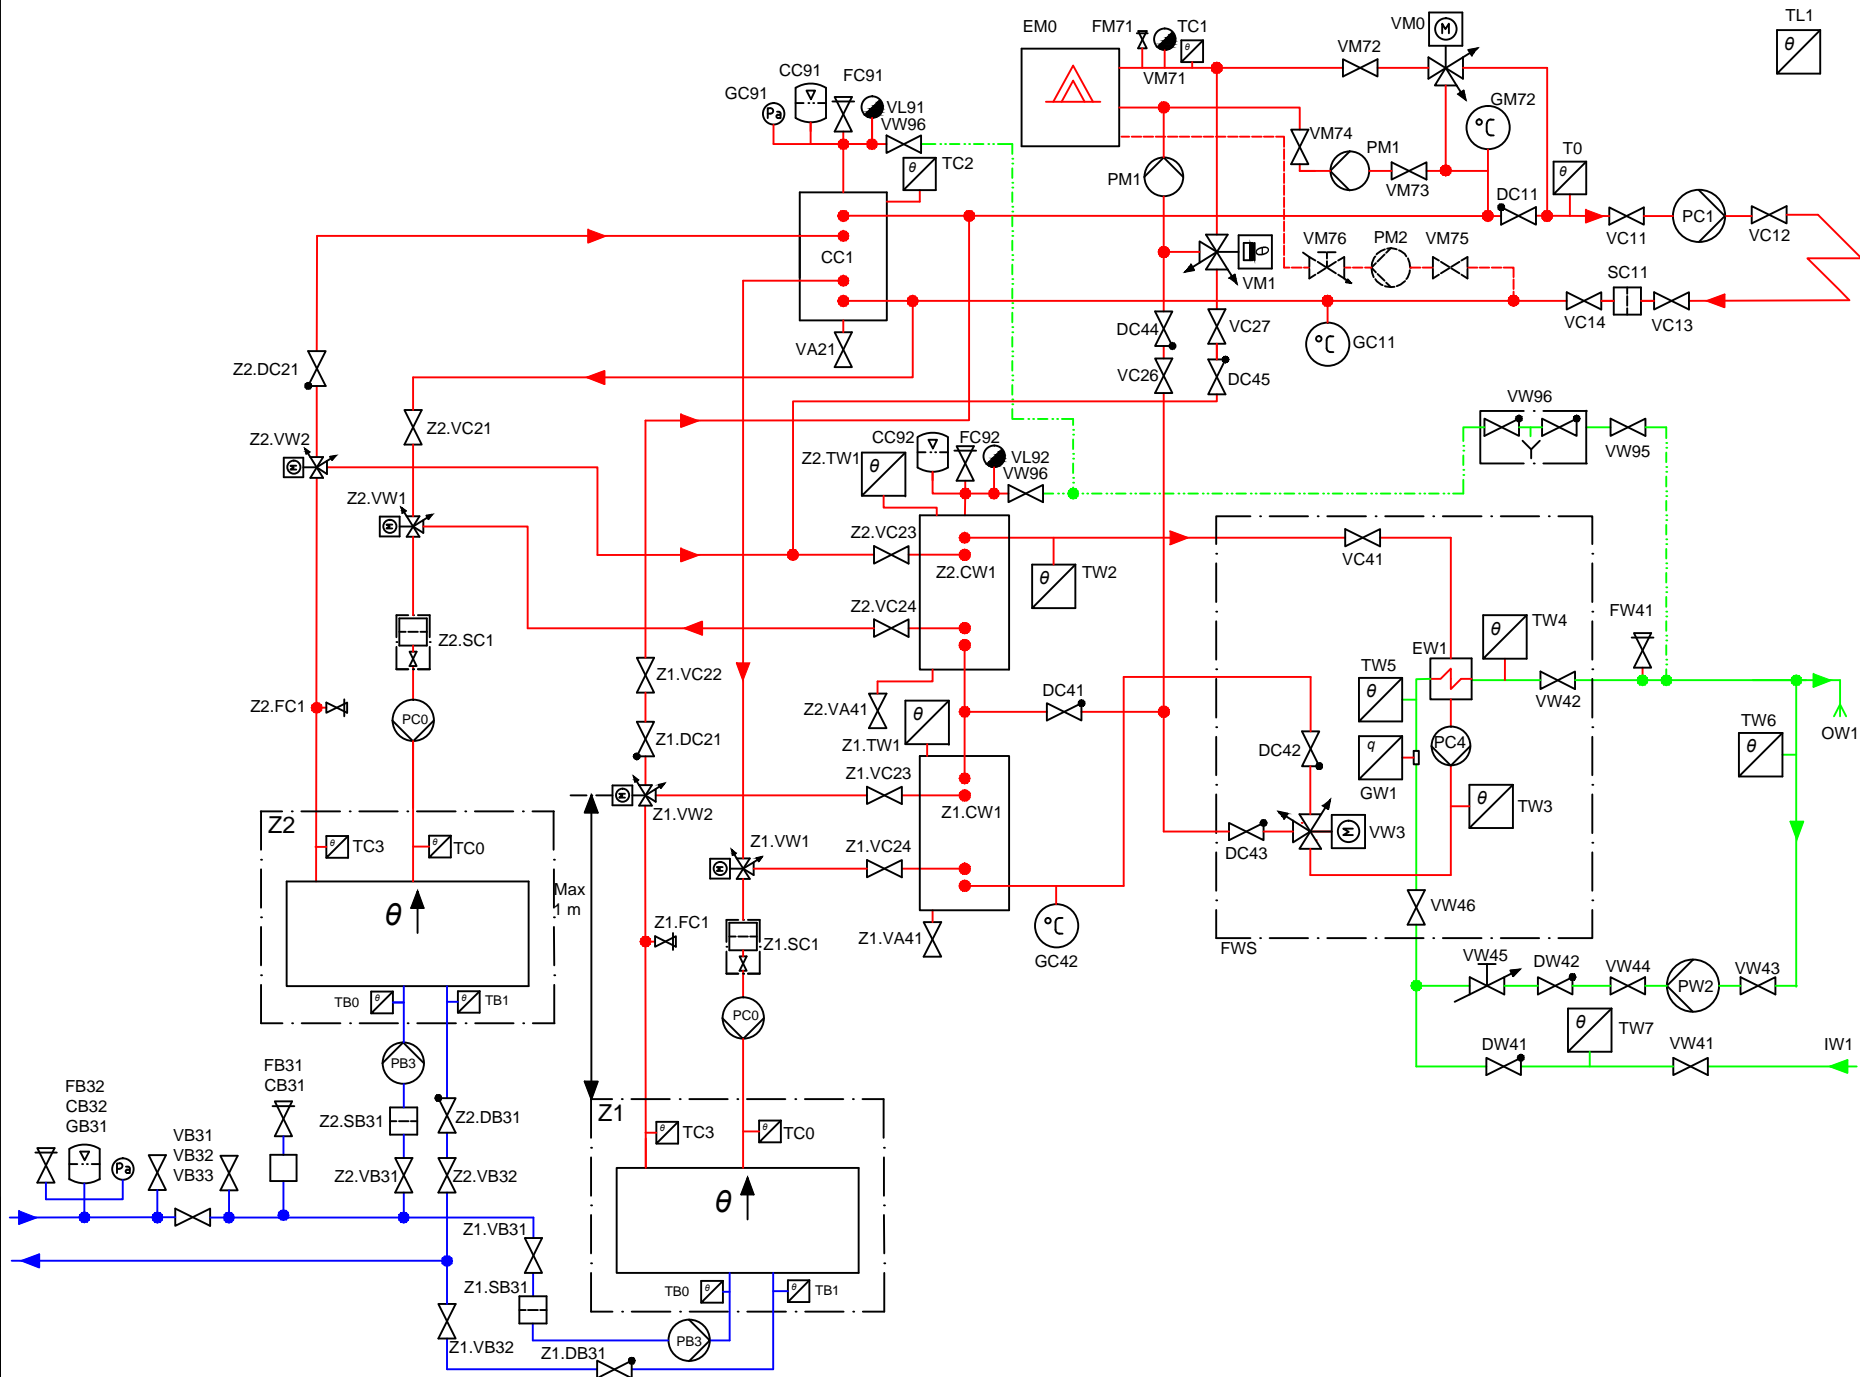 TL1
EM0
FM71
TC1
VM0
VM72
VM71
GM72
CC91
FC91
GC91
VL91
VW96
TC2
Pa
θ
M
°C
VM74
PM1
VM73
PM1
T0
DC11
PC1
VC11
VC12
CC1
VM76
PM2
VM75
SC11
VM1
VC14
VC13
DC44
VC27
°C
GC11
VA21
VC26
DC45
Z2.DC21
Z2.VC21
Z2.VW2
Z2.VW1
VW96
VW95
CC92
FC92
Z2.TW1
VL92
VW96
Z2.VC23
Z2.CW1
TW2
VC41
Z2.VC24
Z2.SC1
Z1.VC22
Z2.FC1
PC0
Z2.VA41
DC41
Z1.DC21
Z1.TW1
Z1.VC23
Z1.VW2
Z1.CW1
Z1.VW1
Z1.VC24
EW1
TW4
FW41
TW5
VW42
TW6
OW1
DC42
PC4
q
GW1
TW3
DC43
VW3
VW46
FWS
Z2
TC3
TC0
θ
Max
1 m
Z1.FC1
Z1.SC1
Z1.VA41
°C
GC42
VW45
DW42
VW44
PW2
VW43
TW7
DW41
VW41
IW1
TB0
TB1
PC0
PB3
FB31
CB31
FB32
CB32
GB31
Z2.SB31
Z2.DB31
VB31
VB32
VB33
Pa
Z2.VB31
Z2.VB32
Z1
TC3
TC0
θ
Z1.VB31
Z1.SB31
TB0
TB1
Z1.VB32
Z1.DB31
PB3